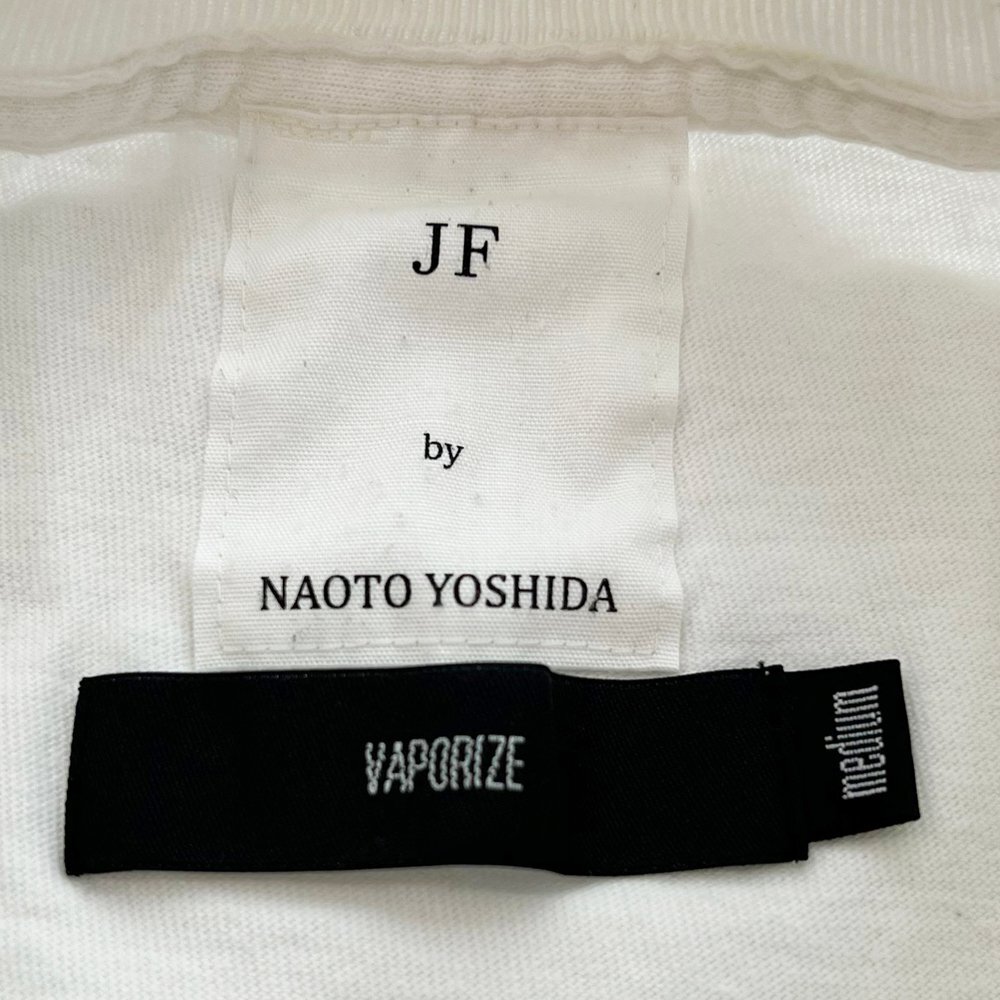 JF
by
NAOTO YOSHIDA
VAPORIZE
medium